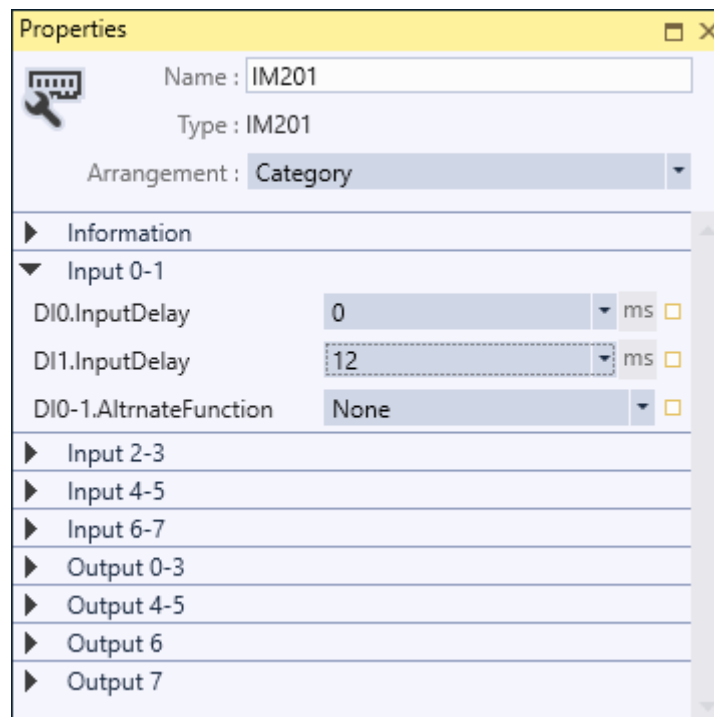 Properties
Name : IM201
Type : IM201
Arrangement : Category
Information
Input 0-1
DI0.InputDelay 0 ms
DI1.InputDelay 12 ms
DI0-1.AltrnateFunction None
Input 2-3
Input 4-5
Input 6-7
Output 0-3
Output 4-5
Output 6
Output 7